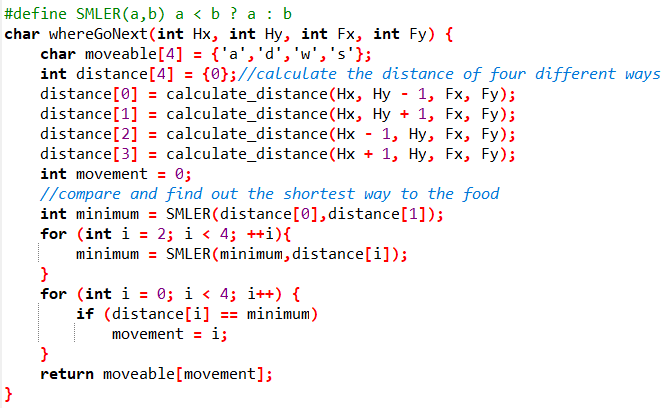 #define SMLER(a,b) a < b ? a : b
char whereGoNext(int Hx, int Hy, int Fx, int Fy) {
    char moveable[4] = {'a','d','w','s'};
    int distance[4] = {0};//calculate the distance of four different ways
    distance[0] = calculate_distance(Hx, Hy - 1, Fx, Fy);
    distance[1] = calculate_distance(Hx, Hy + 1, Fx, Fy);
    distance[2] = calculate_distance(Hx - 1, Hy, Fx, Fy);
    distance[3] = calculate_distance(Hx + 1, Hy, Fx, Fy);
    int movement = 0;
    //compare and find out the shortest way to the food
    int minimum = SMLER(distance[0],distance[1]);
    for (int i = 2; i < 4; ++i){
        minimum = SMLER(minimum,distance[i]);
    }
    for (int i = 0; i < 4; i++) {
        if (distance[i] == minimum)
            movement = i;
    }
    return moveable[movement];
}